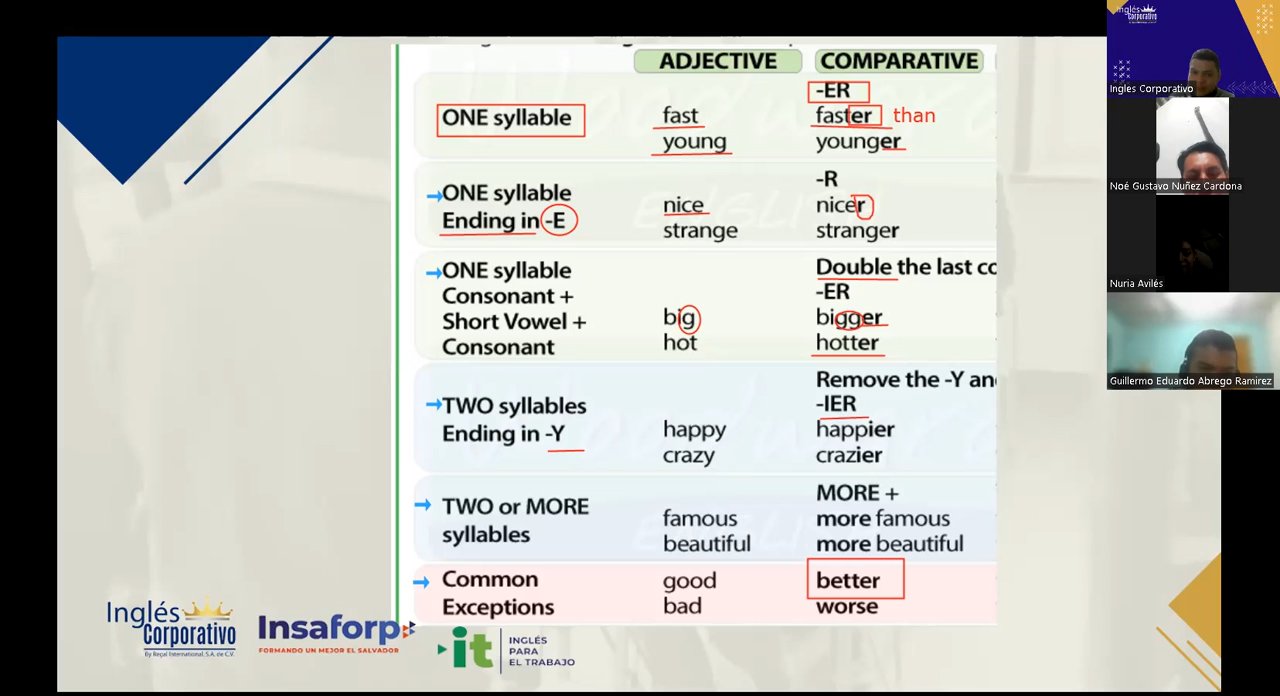 ADJECTIVE COMPARATIVE
-ER
ONE syllable fast faster than
young younger
-R
ONE syllable
Ending in -E nice nicer
strange stranger
ONE syllable Double the last co
Consonant + -ER
Short Vowel + big bigger
Consonant hot hotter
Remove the -Y an
TWO syllables -IER
Ending in -Y happy happier
crazy crazier
MORE +
TWO or MORE famous more famous
syllables beautiful more beautiful
Common good better
Exceptions bad worse
Inglés
Corporativo
By Regal International, S.A. de C.V.
Insaforp
FORMANDO UN MEJOR EL SALVADOR
it
INGLÉS
PARA
EL TRABAJO
Inglés
Corporativo
Ingles Corporativo
Noé Gustavo Nuñez Cardona
Nuria Avilés
Guillermo Eduardo Abrego Ramirez